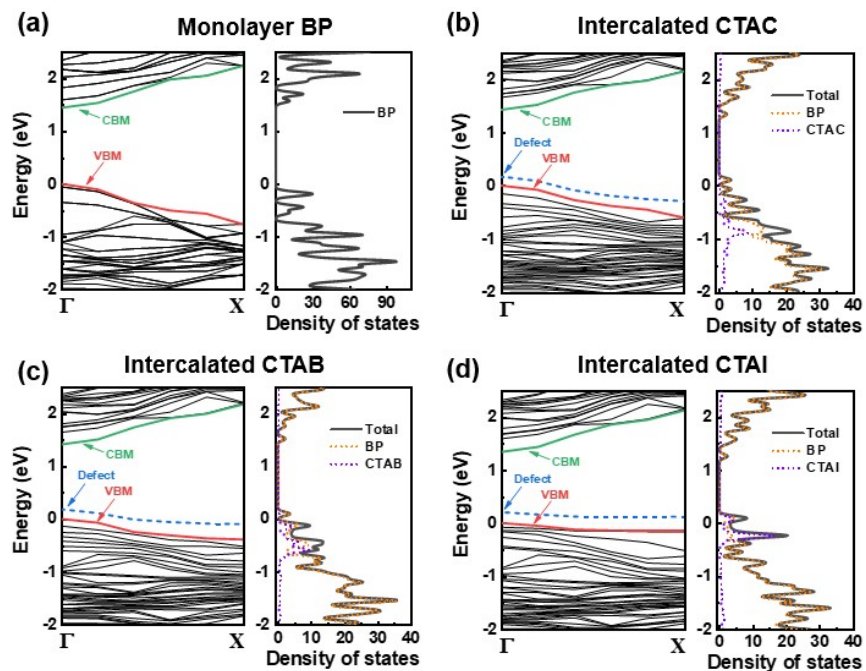 (a)
Monolayer BP
Energy (eV)
2
1
0
-1
-2
CBM
VBM
Γ
X
BP
0 30 60 90
Density of states
(b)
Intercalated CTAC
Energy (eV)
2
1
0
-1
-2
CBM
Defect
VBM
Γ
X
Total
BP
CTAC
0 10 20 30 40
Density of states
(c)
Intercalated CTAB
Energy (eV)
2
1
0
-1
-2
CBM
Defect
VBM
Γ
X
Total
BP
CTAB
0 10 20 30 40
Density of states
(d)
Intercalated CTAI
Energy (eV)
2
1
0
-1
-2
CBM
Defect
VBM
Γ
X
Total
BP
CTAI
0 10 20 30 40
Density of states